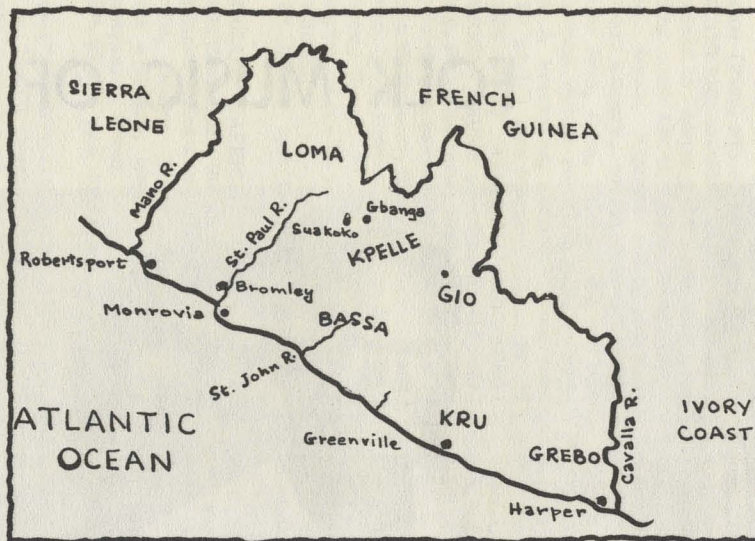 SIERRA
LEONE
FRENCH
GUINEA
LOMA
Mano R.
St. Paul R.
Gbanga
Suakoko
KPELLE
Robertsport
Bromley
GIO
Monrovia
BASSA
St. John R.
ATLANTIC
OCEAN
Greenville
KRU
GREBO
Cavalla R.
IVORY
COAST
Harper